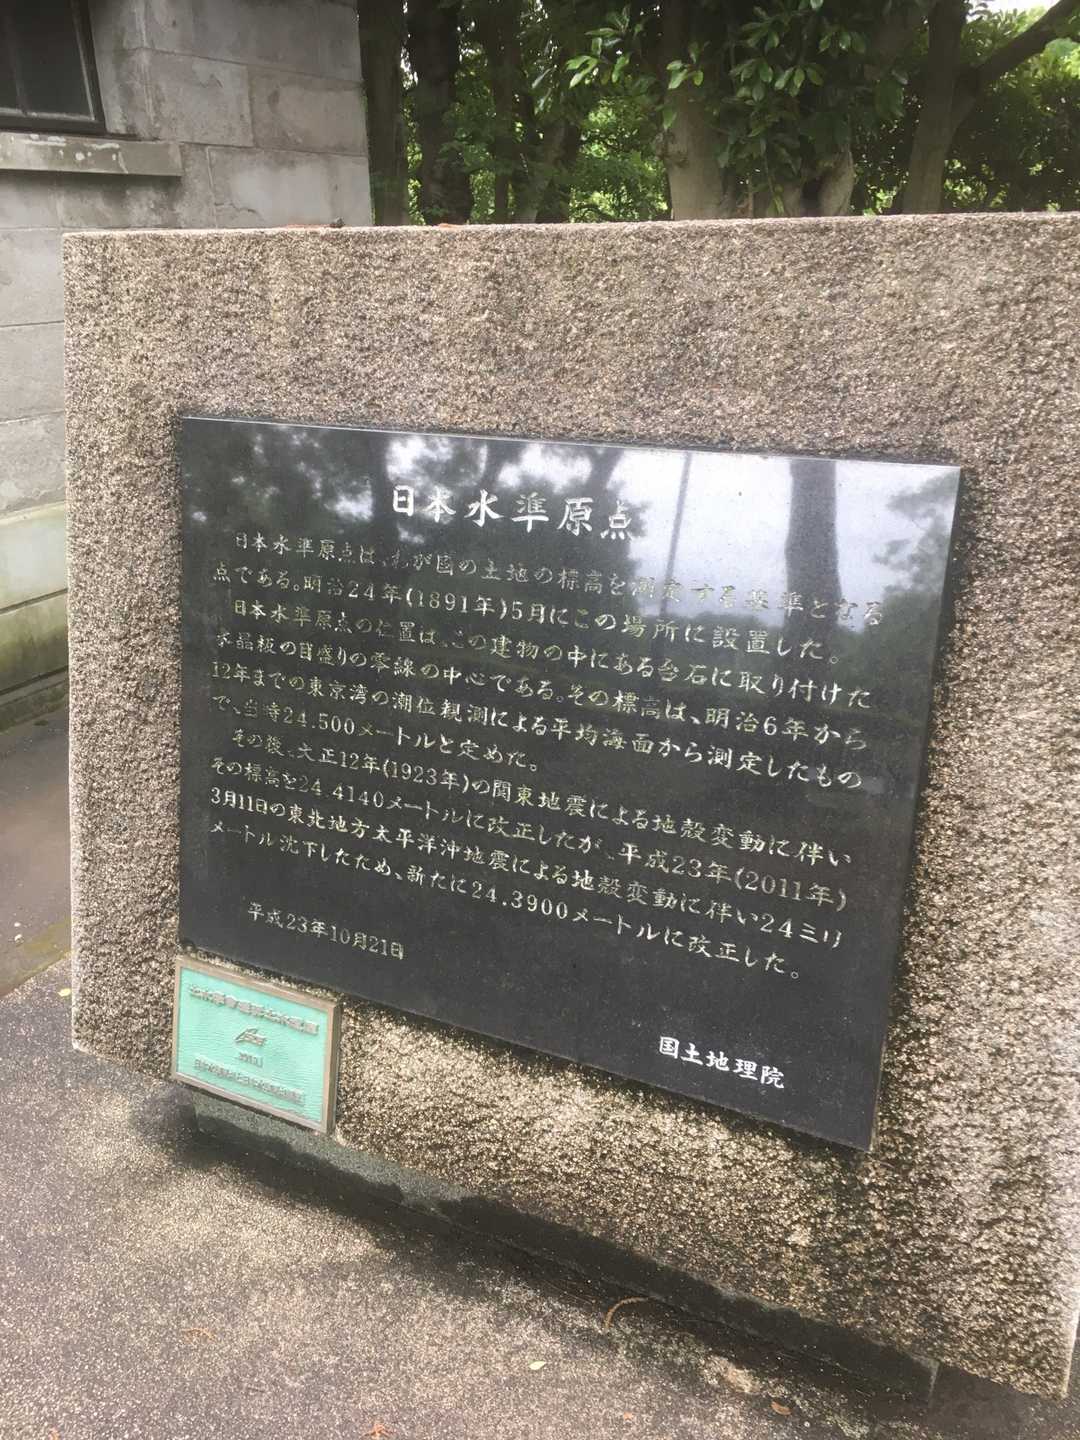 日本水準原点
日本水準原点は、わが国の土地の標高を測定する基準となる
点である。明治24年(1891年)5月にこの場所に設置した。
日本水準原点の位置は、この建物の中にある台石に取り付けた
水晶板の目盛りの零線の中心である。その標高は、明治6年から
12年までの東京湾の潮位観測による平均海面から測定したもの
で、当時24.500メートルと定めた。
その後、大正12年(1923年)の関東地震による地殻変動に伴い
その標高を24.4140メートルに改正したが、平成23年(2011年)
3月11日の東北地方太平洋沖地震による地殻変動に伴い24ミリ
メートル沈下したため、新たに24.3900メートルに改正した。
平成23年10月21日
国土地理院
土木学会選奨土木遺産